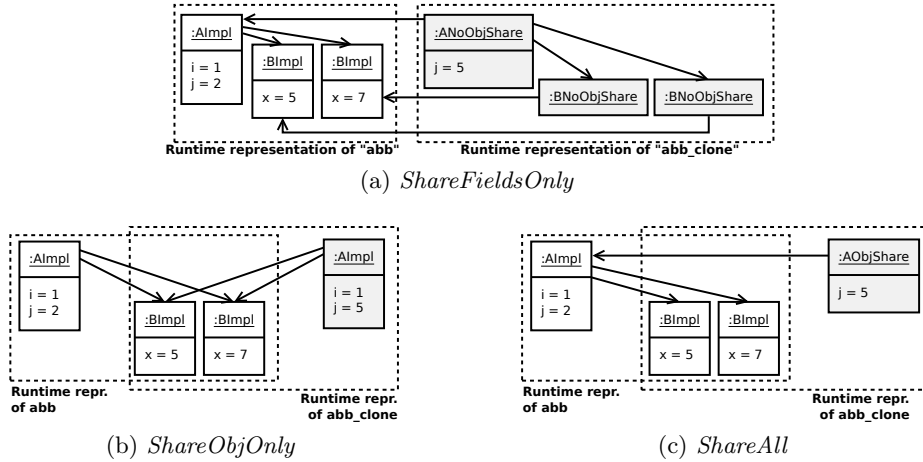 :AImpl
i = 1
j = 2
:BImpl
x = 5
:BImpl
x = 7
:ANoObjShare
j = 5
:BNoObjShare
:BNoObjShare
Runtime representation of "abb"
Runtime representation of "abb_clone"
(a) ShareFieldsOnly
:AImpl
i = 1
j = 2
:BImpl
x = 5
:BImpl
x = 7
:AImpl
i = 1
j = 5
Runtime repr.
of abb
Runtime repr.
of abb_clone
(b) ShareObjOnly
:AImpl
i = 1
j = 2
:BImpl
x = 5
:BImpl
x = 7
:AObjShare
j = 5
Runtime repr.
of abb
Runtime repr.
of abb_clone
(c) ShareAll